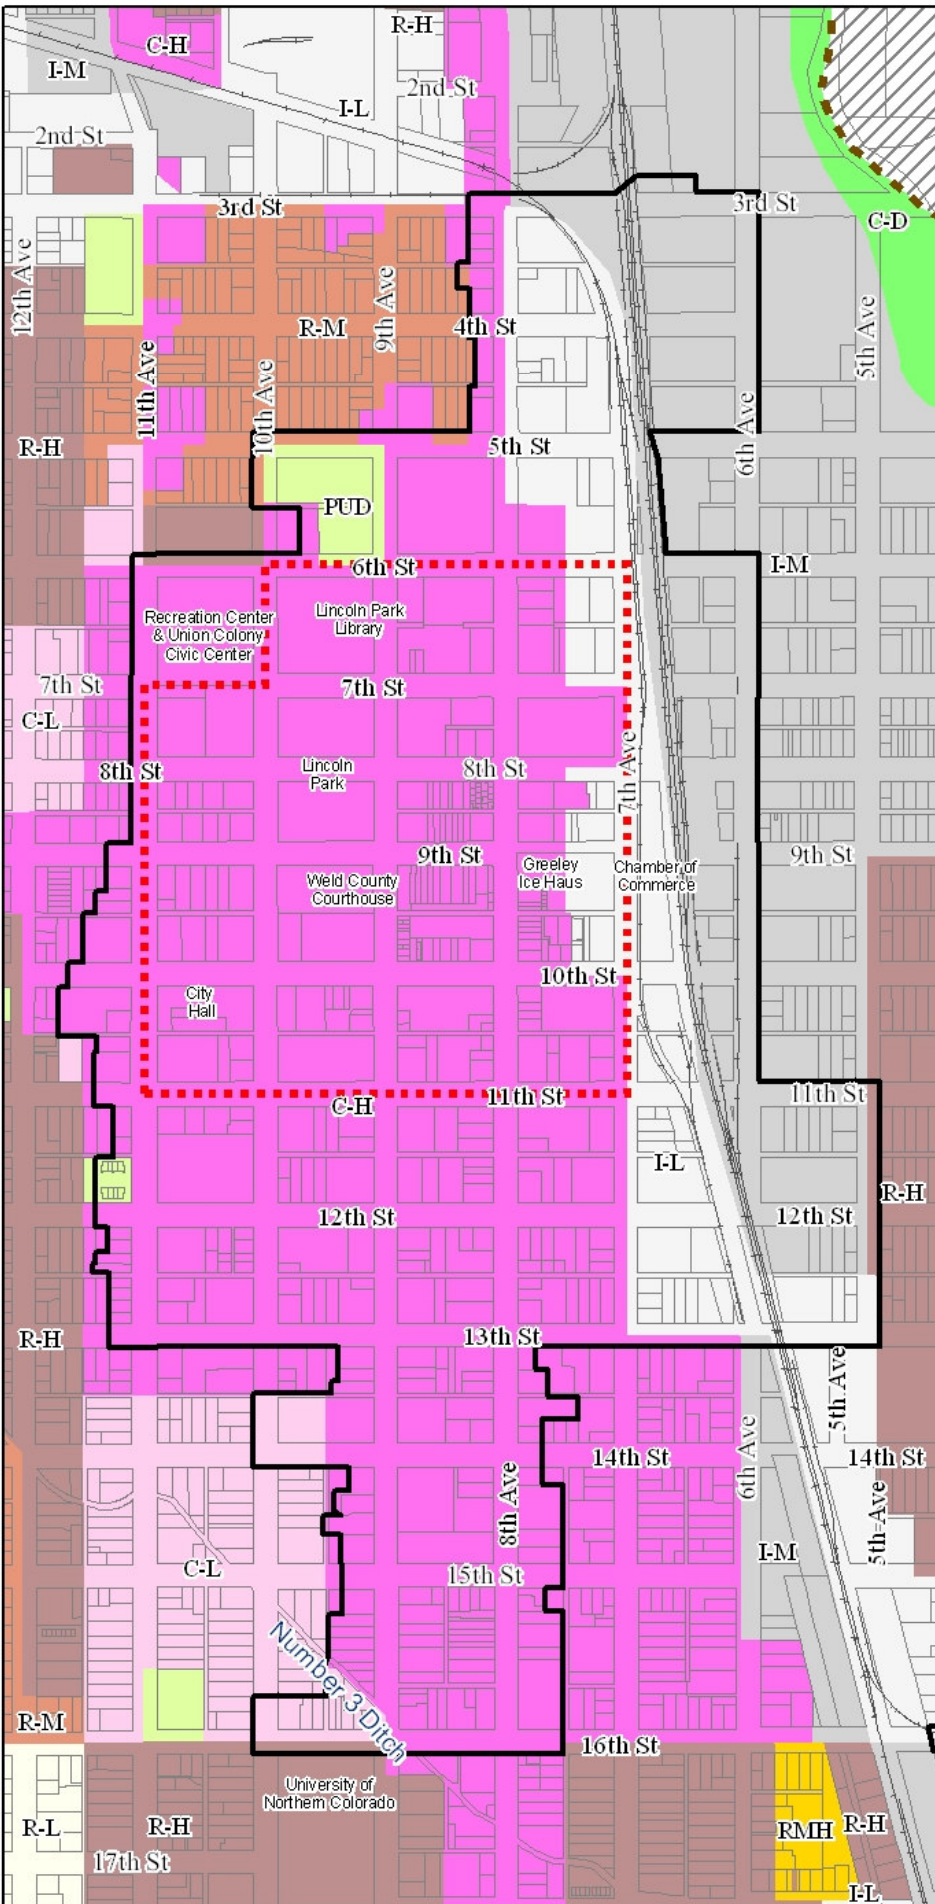 R-H
C-H
I-M
2nd St
I-L
2nd St
3rd St
3rd St
C-D
12th Ave
9th Ave
4th St
R-M
5th Ave
11th Ave
10th Ave
6th Ave
R-H
5th St
PUD
6th St
I-M
Recreation Center
& Union Colony
Civic Center
Lincoln Park
Library
7th St
7th St
C-L
8th St
Lincoln
Park
8th St
7th Ave
9th St
9th St
Greeley
Ice Haus
Chamber of
Commerce
Weld County
Courthouse
10th St
City
Hall
11th St
11th St
C-H
I-L
R-H
12th St
12th St
R-H
13th St
5th Ave
14th St
14th St
6th Ave
8th Ave
5th Ave
I-M
C-L
15th St
Number 3 Ditch
R-M
16th St
University of
Northern Colorado
R-L
R-H
RMH
R-H
17th St
I-L